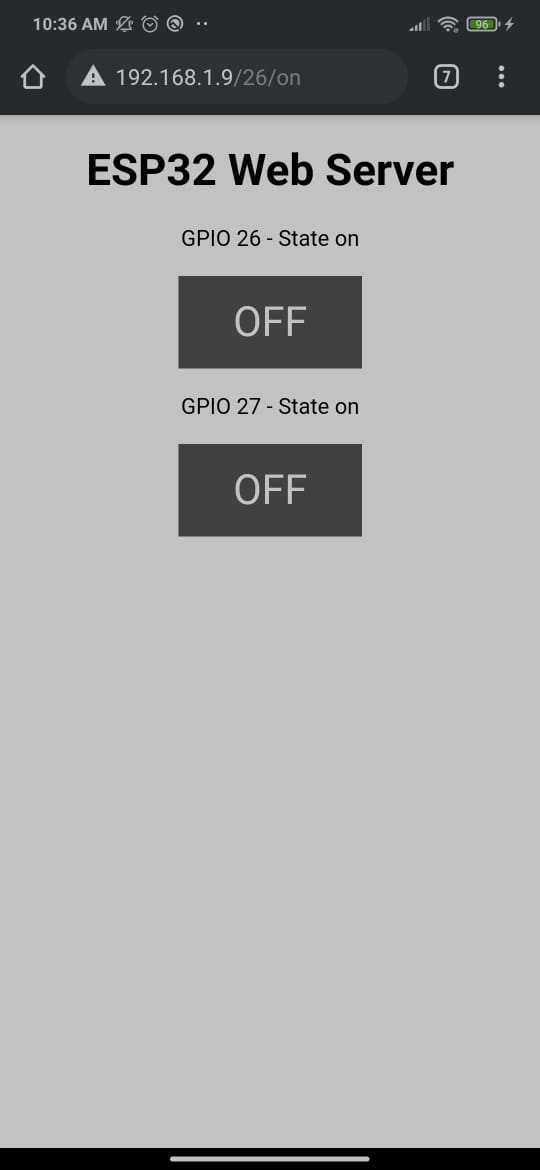 10:36 AM
96
192.168.1.9/26/on
7
ESP32 Web Server
GPIO 26 - State on
OFF
GPIO 27 - State on
OFF